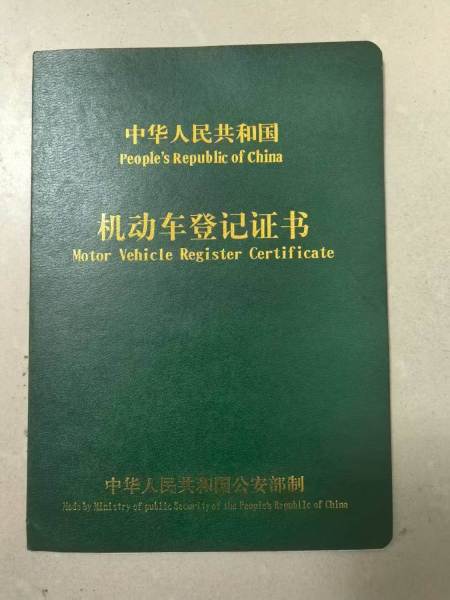 中华人民共和国
People's Republic of China
机动车登记证书
Motor Vehicle Register Certificate
中华人民共和国公安部制
Made by Ministry of public Security of the People's Republic of China